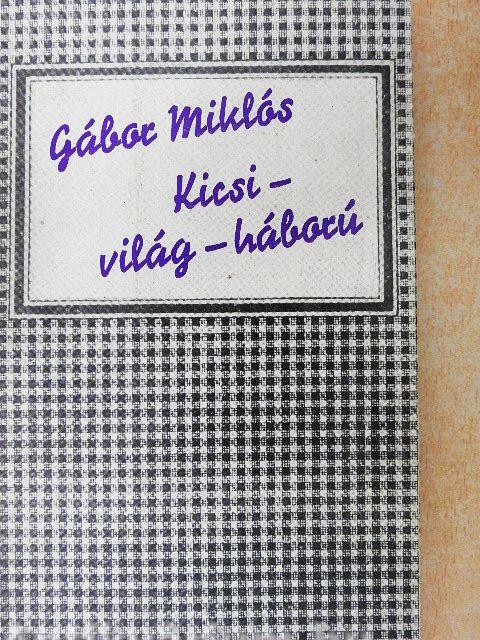 Gábor Miklós
Kicsi –
világ – háború